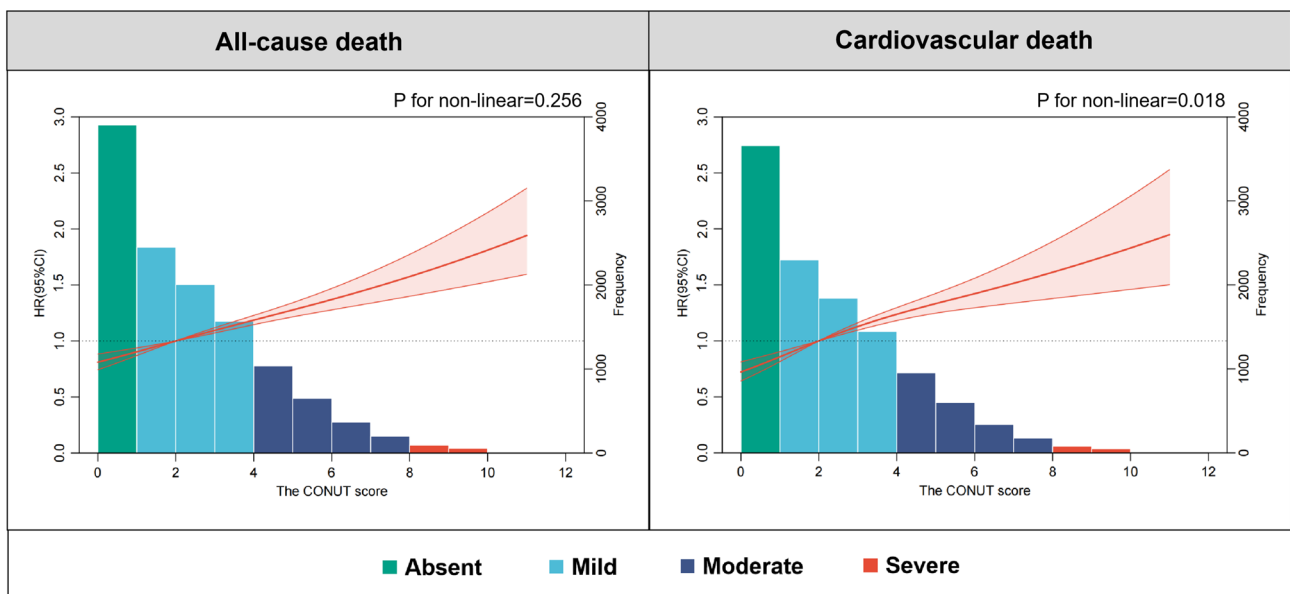 All-cause death
Cardiovascular death
P for non-linear=0.256
HR(95%CI)
3.0
2.5
2.0
1.5
1.0
0.5
0.0
4000
3000
2000
1000
0
Frequency
0 2 4 6 8 10 12
The CONUT score
P for non-linear=0.018
HR(95%CI)
3.0
2.5
2.0
1.5
1.0
0.5
0.0
4000
3000
2000
1000
0
Frequency
0 2 4 6 8 10 12
The CONUT score
Absent Mild Moderate Severe